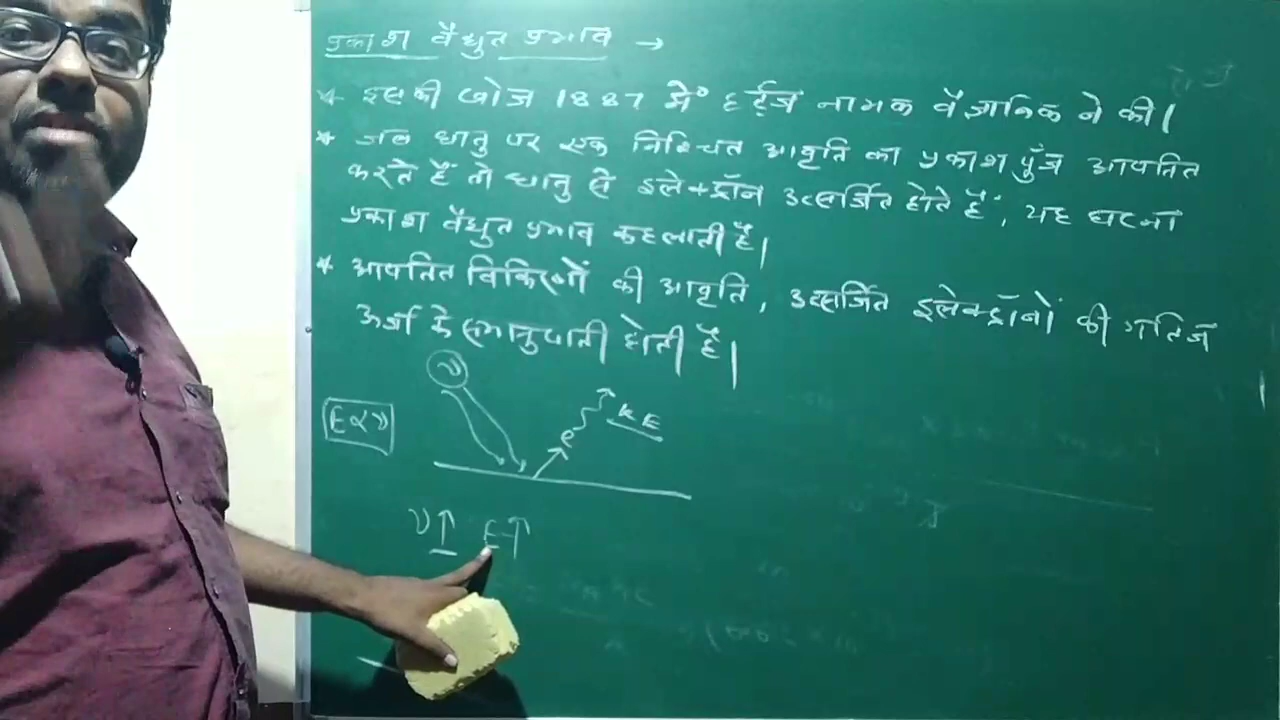 प्रकाश वैद्युत प्रभाव →
* इसकी खोज 1887 में हर्ट्ज नामक वैज्ञानिक ने की।
* जब धातु पर एक निश्चित आवृति का प्रकाश पुँज आपतित
करते हैं तो धातु से इलेक्ट्रॉन उत्सर्जित होते हैं, यह घटना
प्रकाश वैद्युत प्रभाव कहलाती है।
* आपतित विकिरणों की आवृति, उत्सर्जित इलेक्ट्रॉनों की गतिज
ऊर्जा के समानुपाती होती है।
ν
E∝ν
e
KE
ν↑ E↑